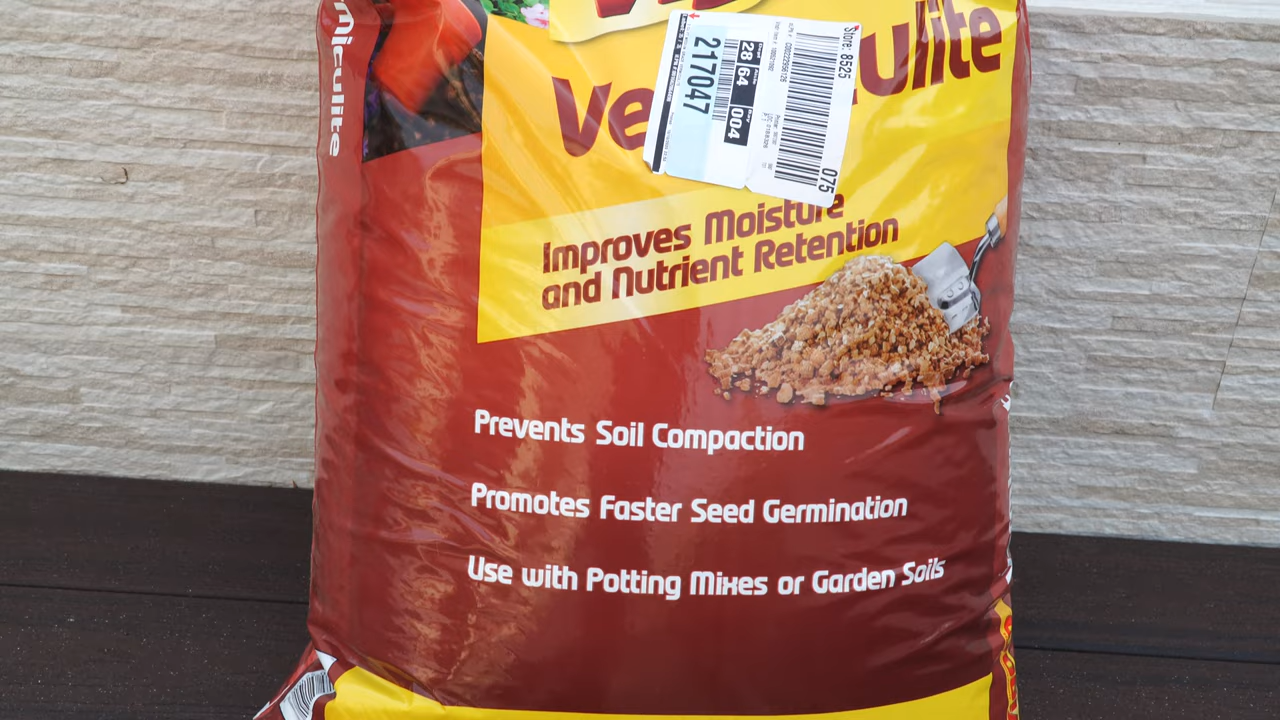 Miculite
Ve
ulite
Store: 8525
075
217047
28 64 004
Improves Moisture
and Nutrient Retention
Prevents Soil Compaction
Promotes Faster Seed Germination
Use with Potting Mixes or Garden Soils